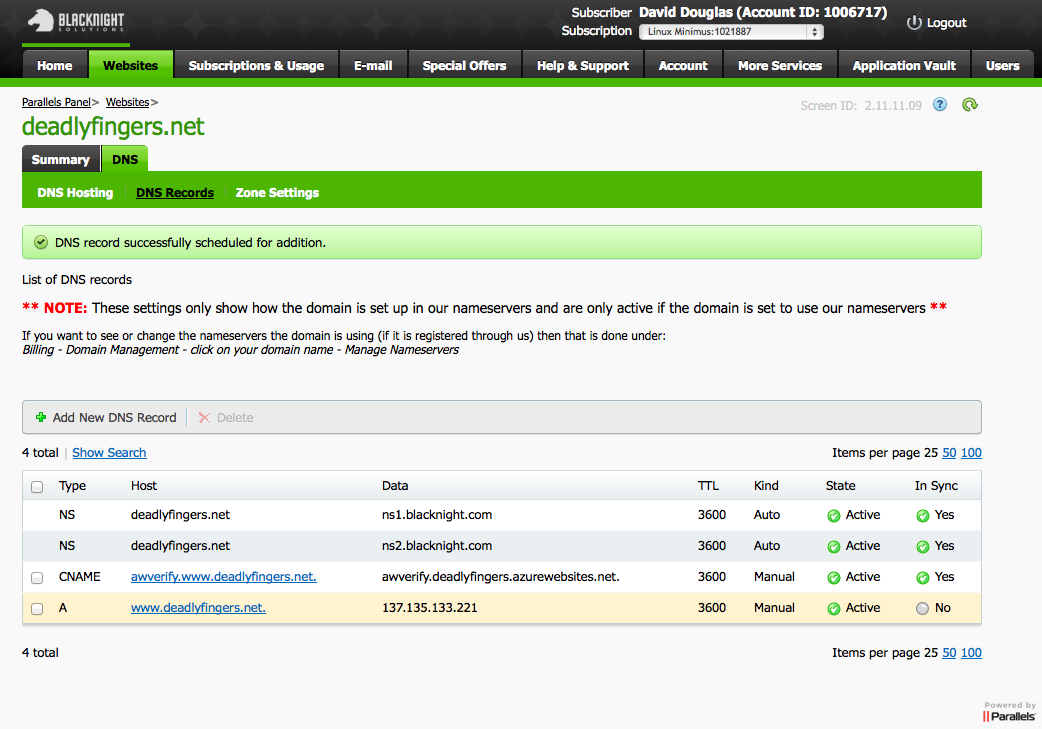 BLACKNIGHT
SOLUTIONS
Subscriber David Douglas (Account ID: 1006717)
Subscription Linux Minimus:1021887
Logout
Home Websites Subscriptions & Usage E-mail Special Offers Help & Support Account More Services Application Vault Users
Parallels Panel> Websites>
Screen ID: 2.11.11.09 ?
deadlyfingers.net
Summary DNS
DNS Hosting DNS Records Zone Settings
DNS record successfully scheduled for addition.
List of DNS records
** NOTE: These settings only show how the domain is set up in our nameservers and are only active if the domain is set to use our nameservers **
If you want to see or change the nameservers the domain is using (if it is registered through us) then that is done under:
Billing - Domain Management - click on your domain name - Manage Nameservers
Add New DNS Record Delete
4 total | Show Search Items per page 25 50 100
Type Host Data TTL Kind State In Sync
NS deadlyfingers.net ns1.blacknight.com 3600 Auto Active Yes
NS deadlyfingers.net ns2.blacknight.com 3600 Auto Active Yes
CNAME awverify.www.deadlyfingers.net. awverify.deadlyfingers.azurewebsites.net. 3600 Manual Active Yes
A www.deadlyfingers.net. 137.135.133.221 3600 Manual Active No
4 total Items per page 25 50 100
Powered by
Parallels